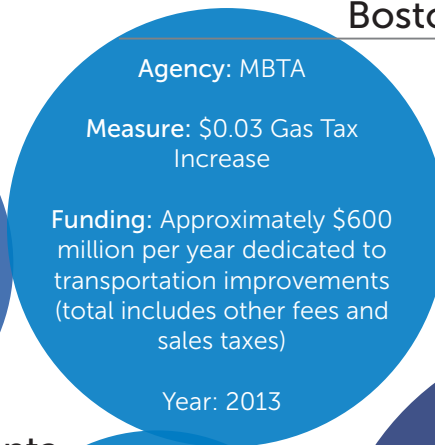 Bosto
Agency: MBTA
Measure: $0.03 Gas Tax
Increase
Funding: Approximately $600
million per year dedicated to
transportation improvements
(total includes other fees and
sales taxes)
Year: 2013